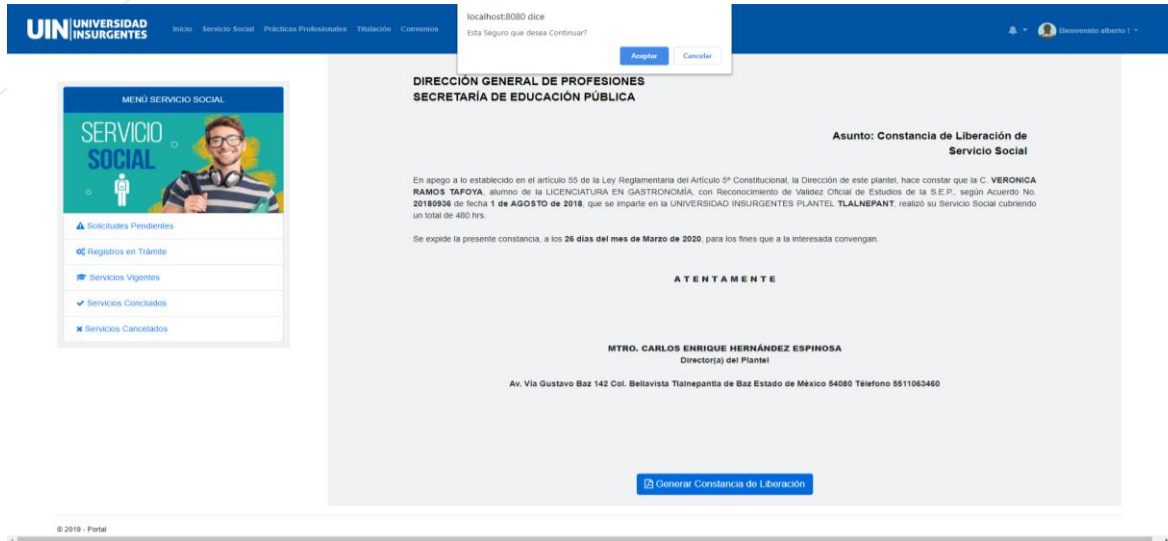 UIN UNIVERSIDAD INSURGENTES
Inicio Servicio Social Prácticas Profesionales Titulación Convenios
Bienvenido alberto !
localhost:8080 dice
Esta Seguro que desea Continuar?
Aceptar Cancelar
MENÚ SERVICIO SOCIAL
SERVICIO
SOCIAL
Solicitudes Pendientes
Registros en Trámite
Servicios Vigentes
Servicios Concluidos
Servicios Cancelados
DIRECCIÓN GENERAL DE PROFESIONES
SECRETARÍA DE EDUCACIÓN PÚBLICA
Asunto: Constancia de Liberación de
Servicio Social
En apego a lo establecido en el artículo 55 de la Ley Reglamentaria del Artículo 5º Constitucional, la Dirección de este plantel, hace constar que la C. VERONICA
RAMOS TAFOYA, alumno de la LICENCIATURA EN GASTRONOMÍA, con Reconocimiento de Validez Oficial de Estudios de la S.E.P., según Acuerdo No.
20180936 de fecha 1 de AGOSTO de 2018, que se imparte en la UNIVERSIDAD INSURGENTES PLANTEL TLALNEPANT, realizó su Servicio Social cubriendo
un total de 480 hrs.
Se expide la presente constancia, a los 26 días del mes de Marzo de 2020, para los fines que a la interesada convengan.
A T E N T A M E N T E
MTRO. CARLOS ENRIQUE HERNÁNDEZ ESPINOSA
Director(a) del Plantel
Av. Vía Gustavo Baz 142 Col. Bellavista Tlalnepantla de Baz Estado de México 54080 Télefono 5511063460
Generar Constancia de Liberación
© 2019 - Portal